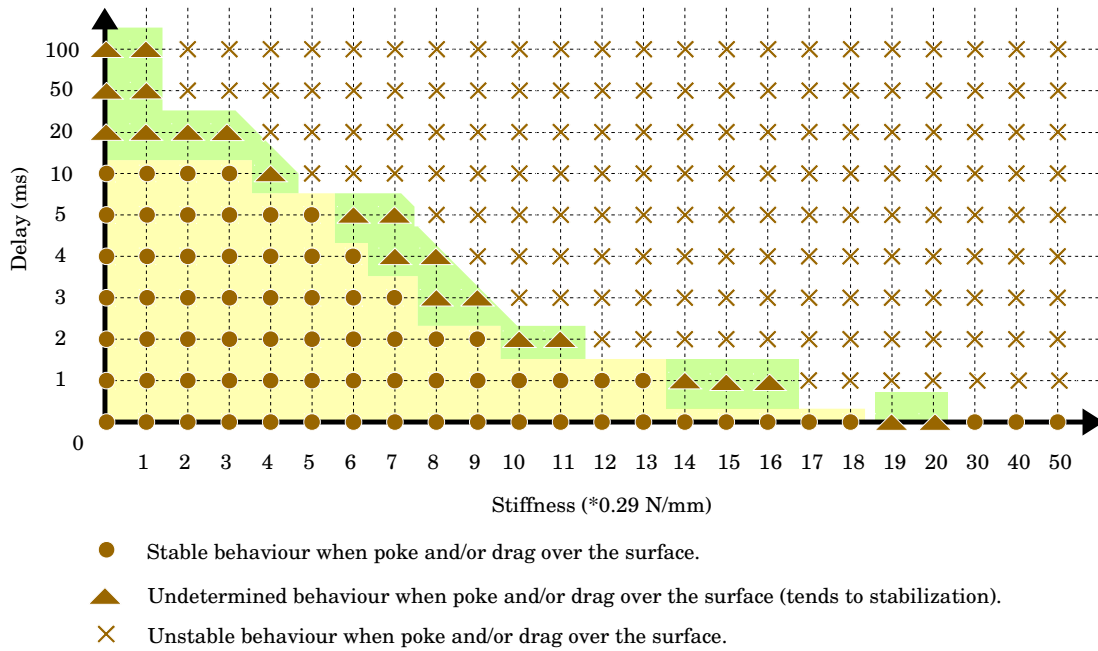 100
50
20
10
5
4
3
2
1
0
Delay (ms)
1 2 3 4 5 6 7 8 9 10 11 12 13 14 15 16 17 18 19 20 30 40 50
Stiffness (*0.29 N/mm)
Stable behaviour when poke and/or drag over the surface.
Undetermined behaviour when poke and/or drag over the surface (tends to stabilization).
Unstable behaviour when poke and/or drag over the surface.